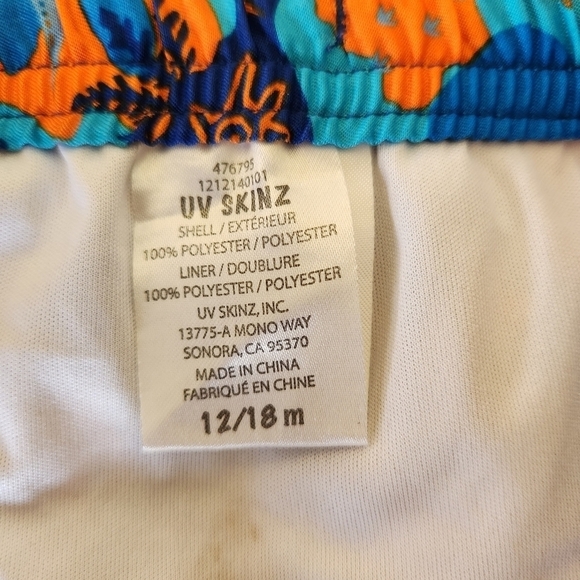 476795
1212140101
UV SKINZ
SHELL / EXTÉRIEUR
100% POLYESTER / POLYESTER
LINER / DOUBLURE
100% POLYESTER / POLYESTER
UV SKINZ, INC.
13775-A MONO WAY
SONORA, CA 95370
MADE IN CHINA
FABRIQUÉ EN CHINE
12/18 m